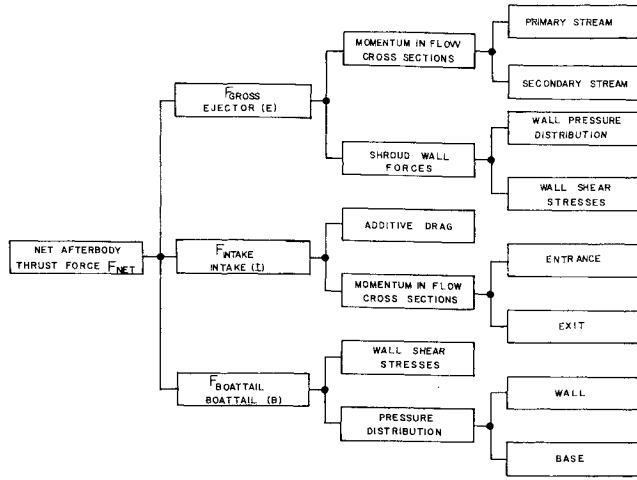 PRIMARY STREAM
MOMENTUM IN FLOW
CROSS SECTIONS
SECONDARY STREAM
FGROSS
EJECTOR (E)
WALL PRESSURE
DISTRIBUTION
SHROUD WALL
FORCES
WALL SHEAR
STRESSES
ADDITIVE DRAG
NET AFTERBODY
THRUST FORCE FNET
FINTAKE
INTAKE (I)
ENTRANCE
MOMENTUM IN FLOW
CROSS SECTIONS
EXIT
WALL SHEAR
STRESSES
FBOATTAIL
BOATTAIL (B)
WALL
PRESSURE
DISTRIBUTION
BASE